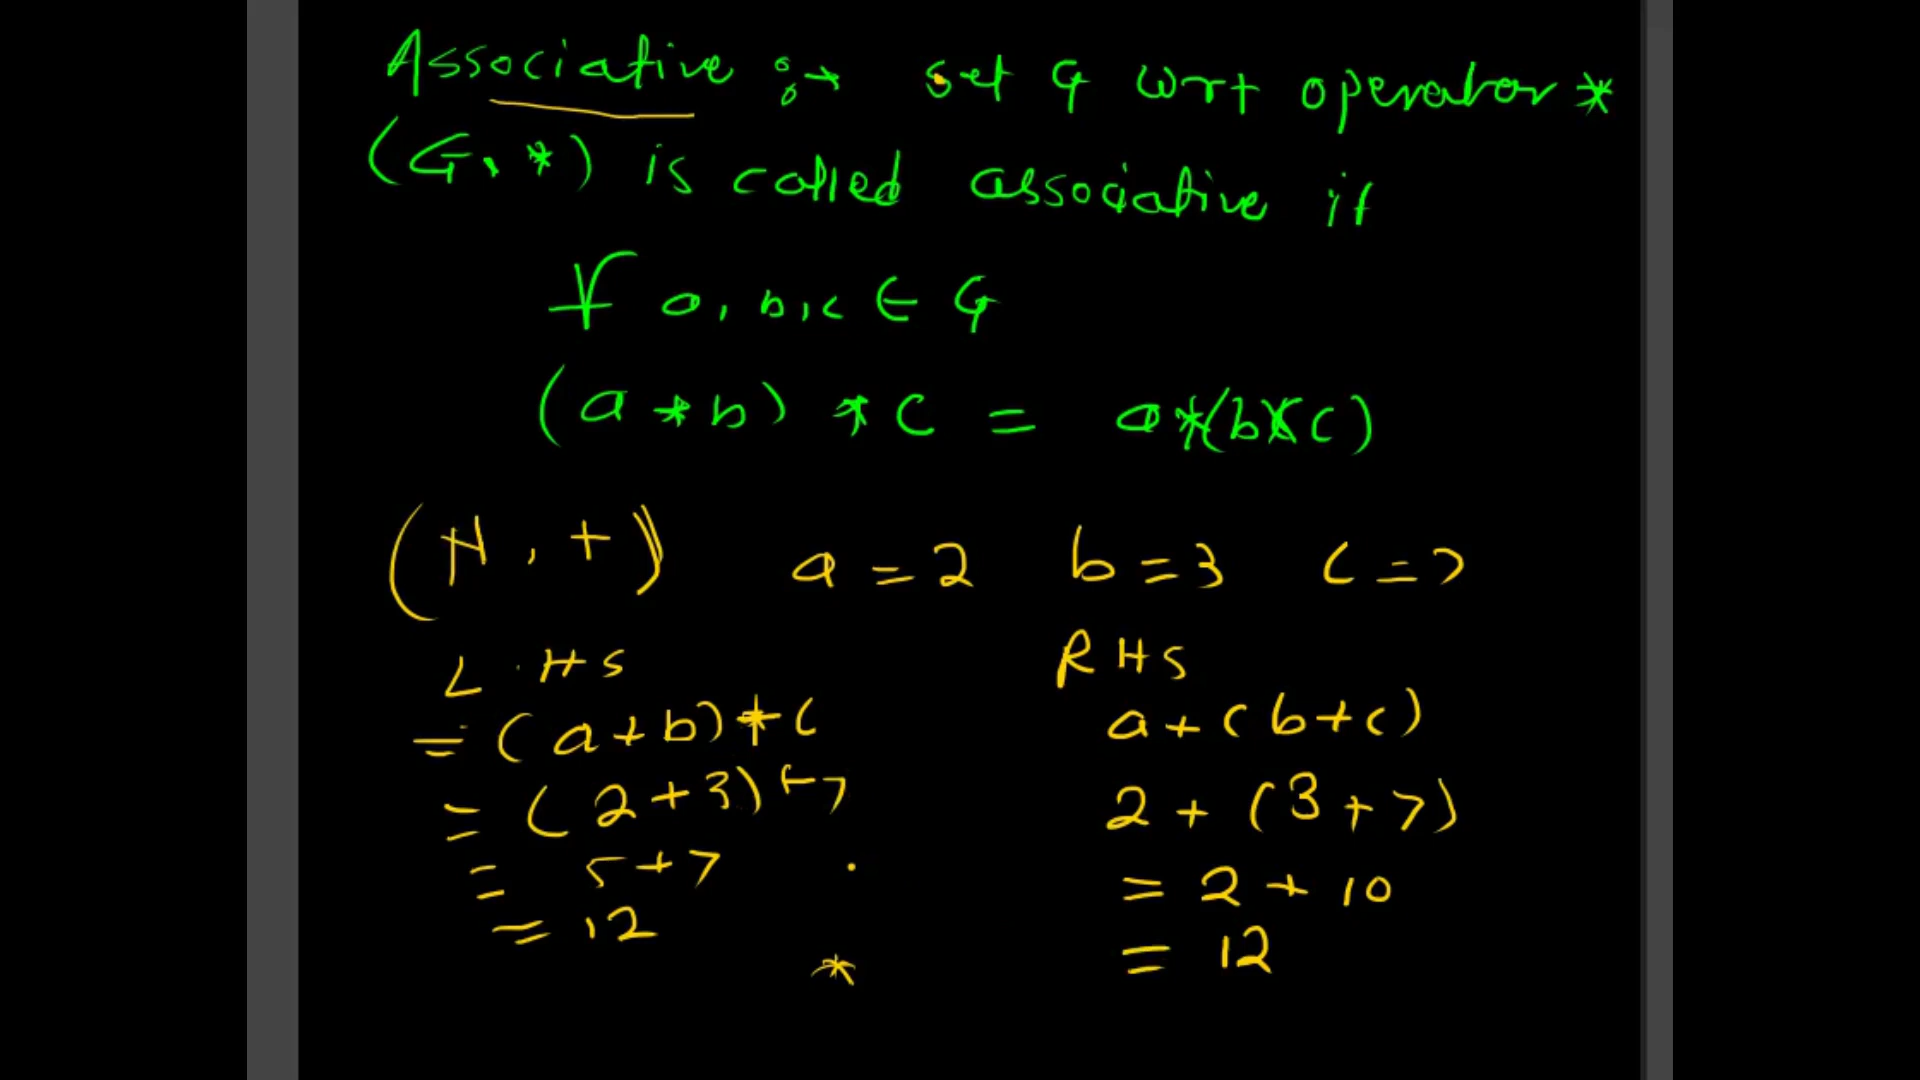 Associative :→ set G wrt operator *
(G, *) is called associative if
∀ a, b, c ∈ G
(a * b) * c = a * (b * c)
(N, +) a = 2 b = 3 c = 7
L.HS
= (a + b) + c
= (2 + 3) + 7
= 5 + 7
= 12
RHS
a + (b + c)
2 + (3 + 7)
= 2 + 10
= 12
*